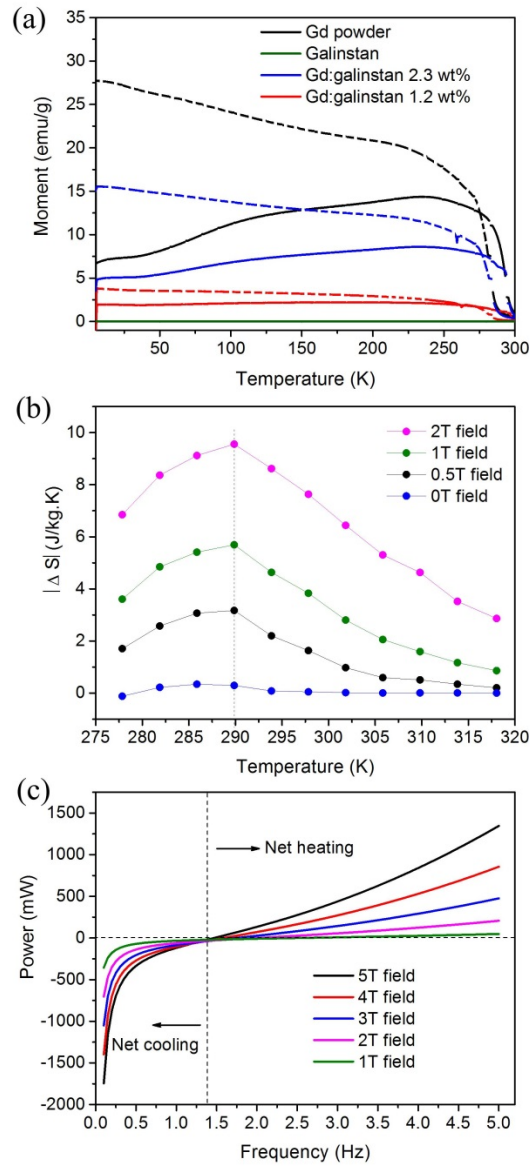 (a)
35
30
25
20
15
10
5
0
Moment (emu/g)
Gd powder
Galinstan
Gd:galinstan 2.3 wt%
Gd:galinstan 1.2 wt%
50 100 150 200 250 300
Temperature (K)
(b)
10
8
6
4
2
0
|Δ S| (J/kg.K)
2T field
1T field
0.5T field
0T field
275 280 285 290 295 300 305 310 315 320
Temperature (K)
(c)
1500
1000
500
0
-500
-1000
-1500
-2000
Power (mW)
Net heating
Net cooling
5T field
4T field
3T field
2T field
1T field
0.0 0.5 1.0 1.5 2.0 2.5 3.0 3.5 4.0 4.5 5.0
Frequency (Hz)